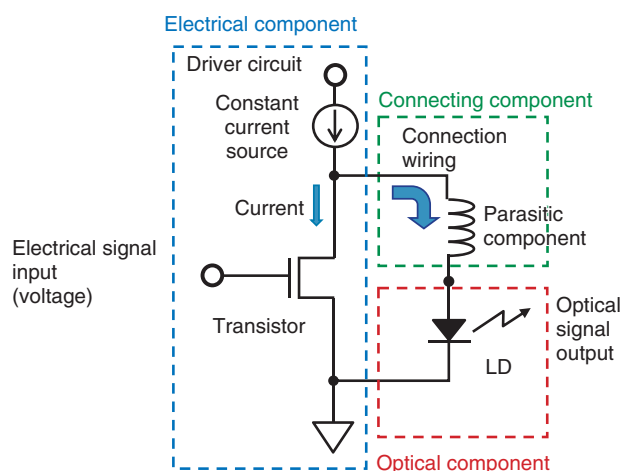 Electrical component
Driver circuit
Constant
current
source
Connecting component
Connection
wiring
Current
Parasitic
component
Electrical signal
input
(voltage)
Transistor
Optical
signal
output
LD
Optical component